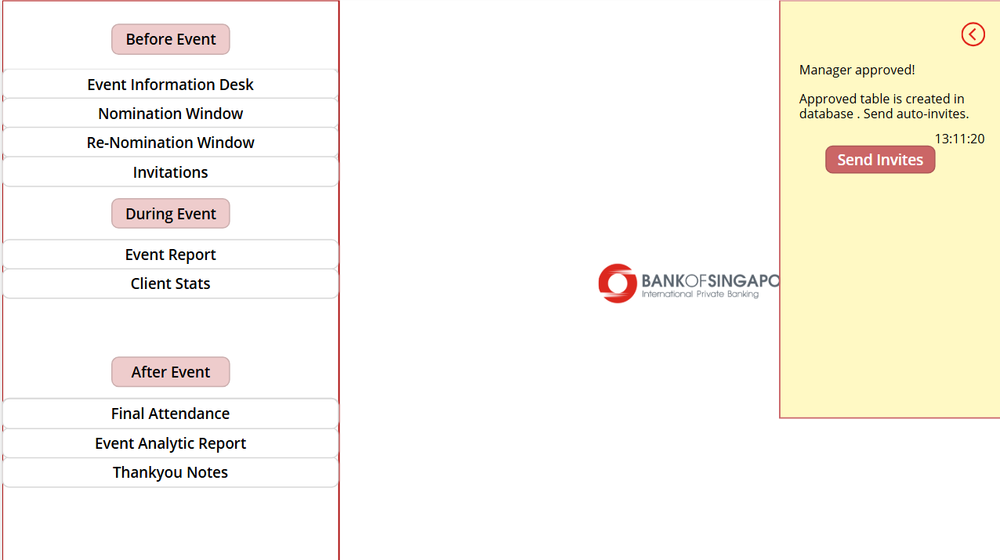 Before Event
Event Information Desk
Nomination Window
Re-Nomination Window
Invitations
During Event
Event Report
Client Stats
After Event
Final Attendance
Event Analytic Report
Thankyou Notes
BANKOFSINGAPO
International Private Banking
Manager approved!
Approved table is created in
database . Send auto-invites.
13:11:20
Send Invites